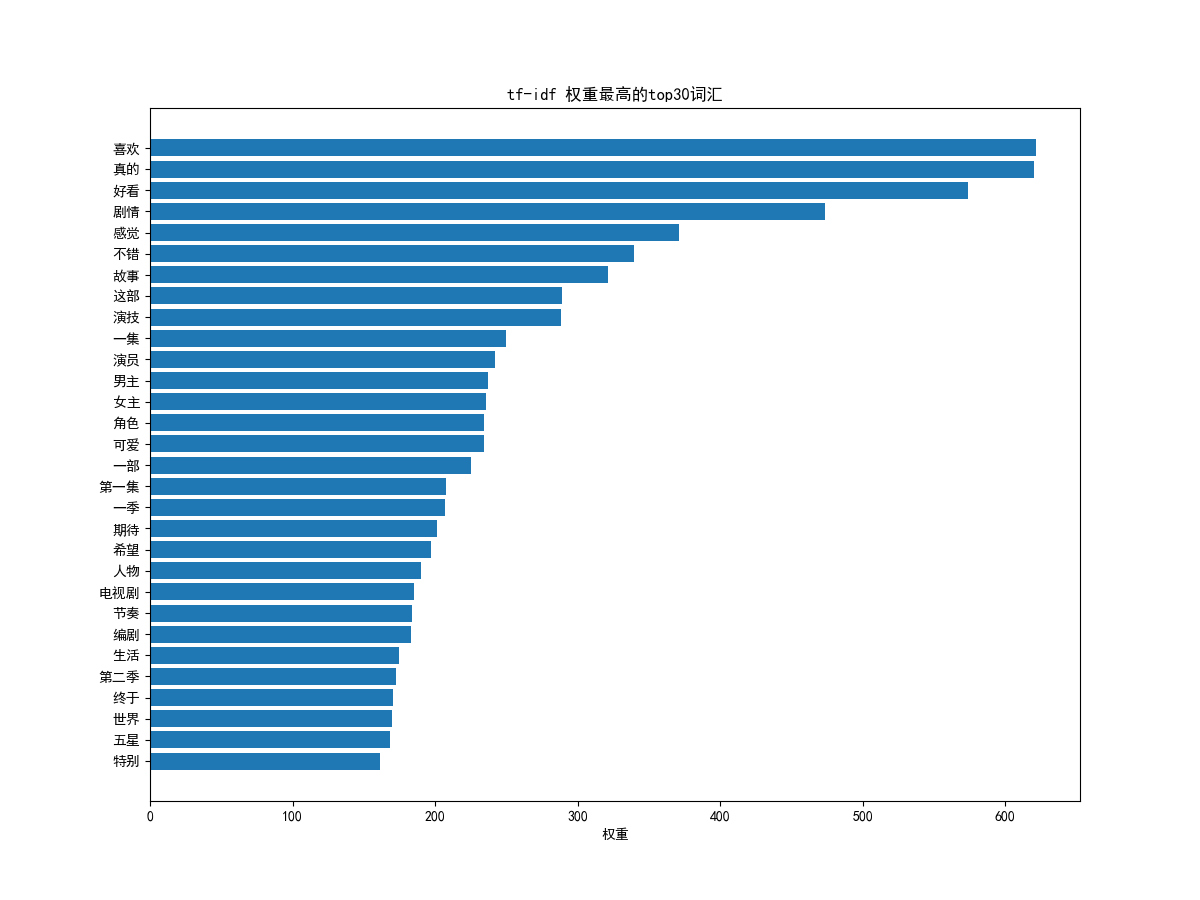 tf-idf 权重最高的top30词汇
喜欢
真的
好看
剧情
感觉
不错
故事
这部
演技
一集
演员
男主
女主
角色
可爱
一部
第一集
一季
期待
希望
人物
电视剧
节奏
编剧
生活
第二季
终于
世界
五星
特别
0 100 200 300 400 500 600
权重